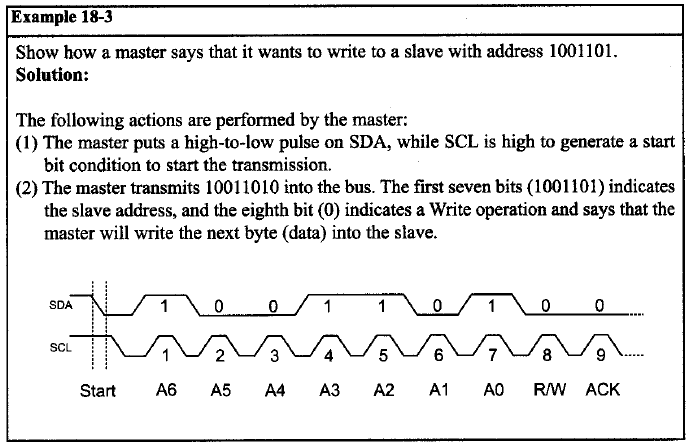 Example 18-3
Show how a master says that it wants to write to a slave with address 1001101.
Solution:
The following actions are performed by the master:
(1) The master puts a high-to-low pulse on SDA, while SCL is high to generate a start
bit condition to start the transmission.
(2) The master transmits 10011010 into the bus. The first seven bits (1001101) indicates
the slave address, and the eighth bit (0) indicates a Write operation and says that the
master will write the next byte (data) into the slave.
SDA 1 0 0 1 1 0 1 0 0
SCL 1 2 3 4 5 6 7 8 9
Start A6 A5 A4 A3 A2 A1 A0 R/W ACK